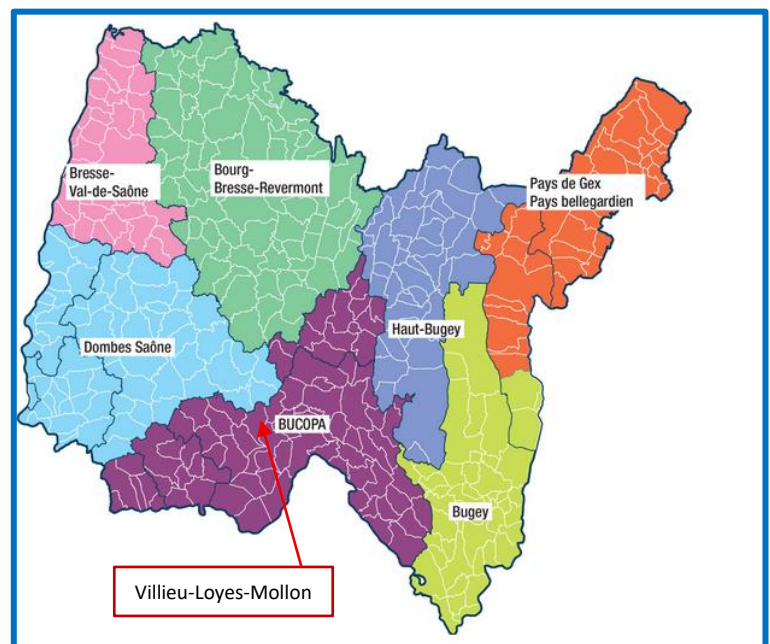 Bresse-
Val-de-Saône
Bourg-
Bresse-Revermont
Pays de Gex
Pays bellegardien
Dombes Saône
Haut-Bugey
BUCOPA
Bugey
Villieu-Loyes-Mollon